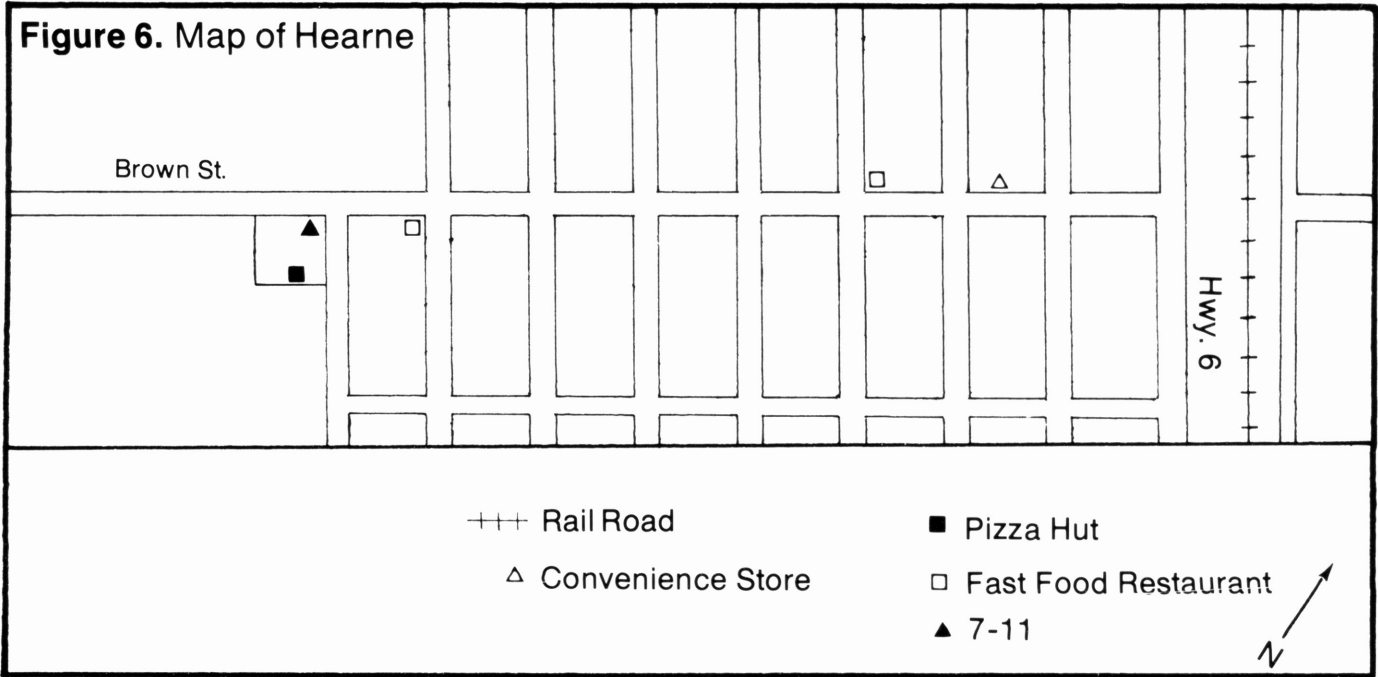 Figure 6. Map of Hearne
Brown St.
Hwy. 6
Rail Road
Convenience Store
Pizza Hut
Fast Food Restaurant
7-11
N